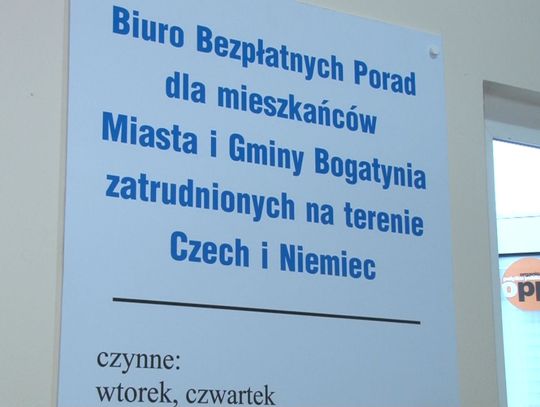 Biuro Bezpłatnych Porad
dla mieszkańców
Miasta i Gminy Bogatynia
zatrudnionych na terenie
Czech i Niemiec
czynne:
wtorek, czwartek